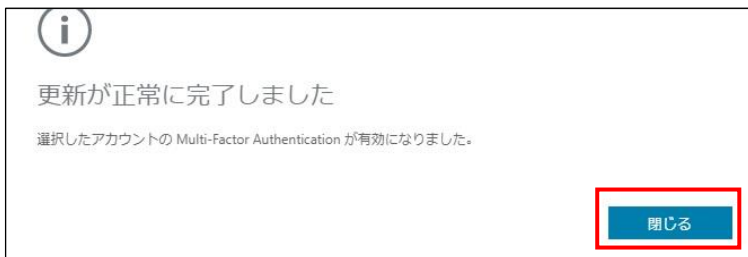 更新が正常に完了しました
選択したアカウントの Multi-Factor Authentication が有効になりました。
閉じる